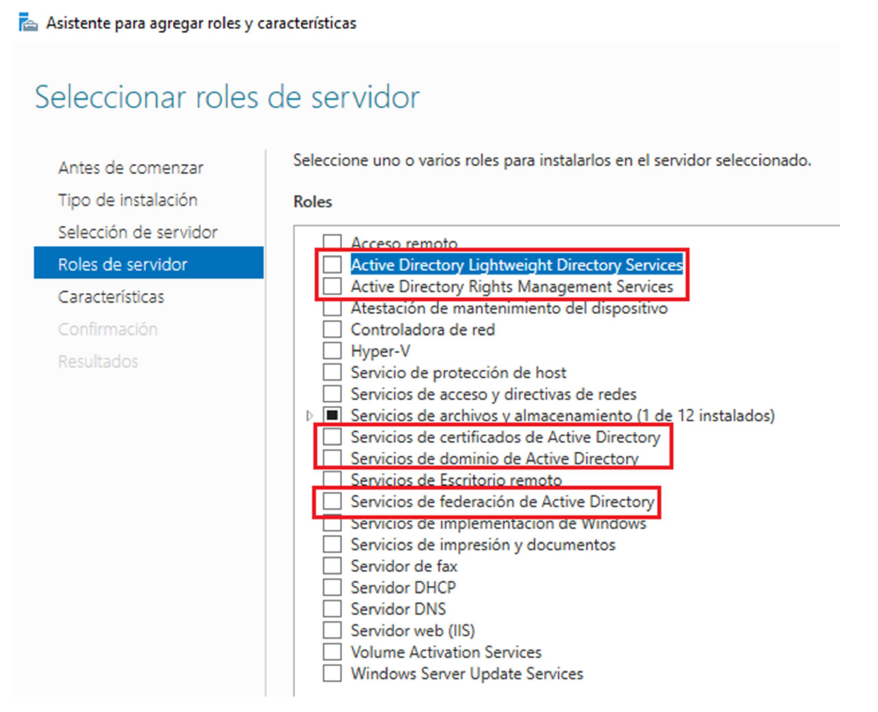 Asistente para agregar roles y características
Seleccionar roles de servidor
Antes de comenzar
Tipo de instalación
Selección de servidor
Roles de servidor
Características
Confirmación
Resultados
Seleccione uno o varios roles para instalarlos en el servidor seleccionado.
Roles
Acceso remoto
Active Directory Lightweight Directory Services
Active Directory Rights Management Services
Atestación de mantenimiento del dispositivo
Controladora de red
Hyper-V
Servicio de protección de host
Servicios de acceso y directivas de redes
Servicios de archivos y almacenamiento (1 de 12 instalados)
Servicios de certificados de Active Directory
Servicios de dominio de Active Directory
Servicios de Escritorio remoto
Servicios de federación de Active Directory
Servicios de implementación de Windows
Servicios de impresión y documentos
Servidor de fax
Servidor DHCP
Servidor DNS
Servidor web (IIS)
Volume Activation Services
Windows Server Update Services